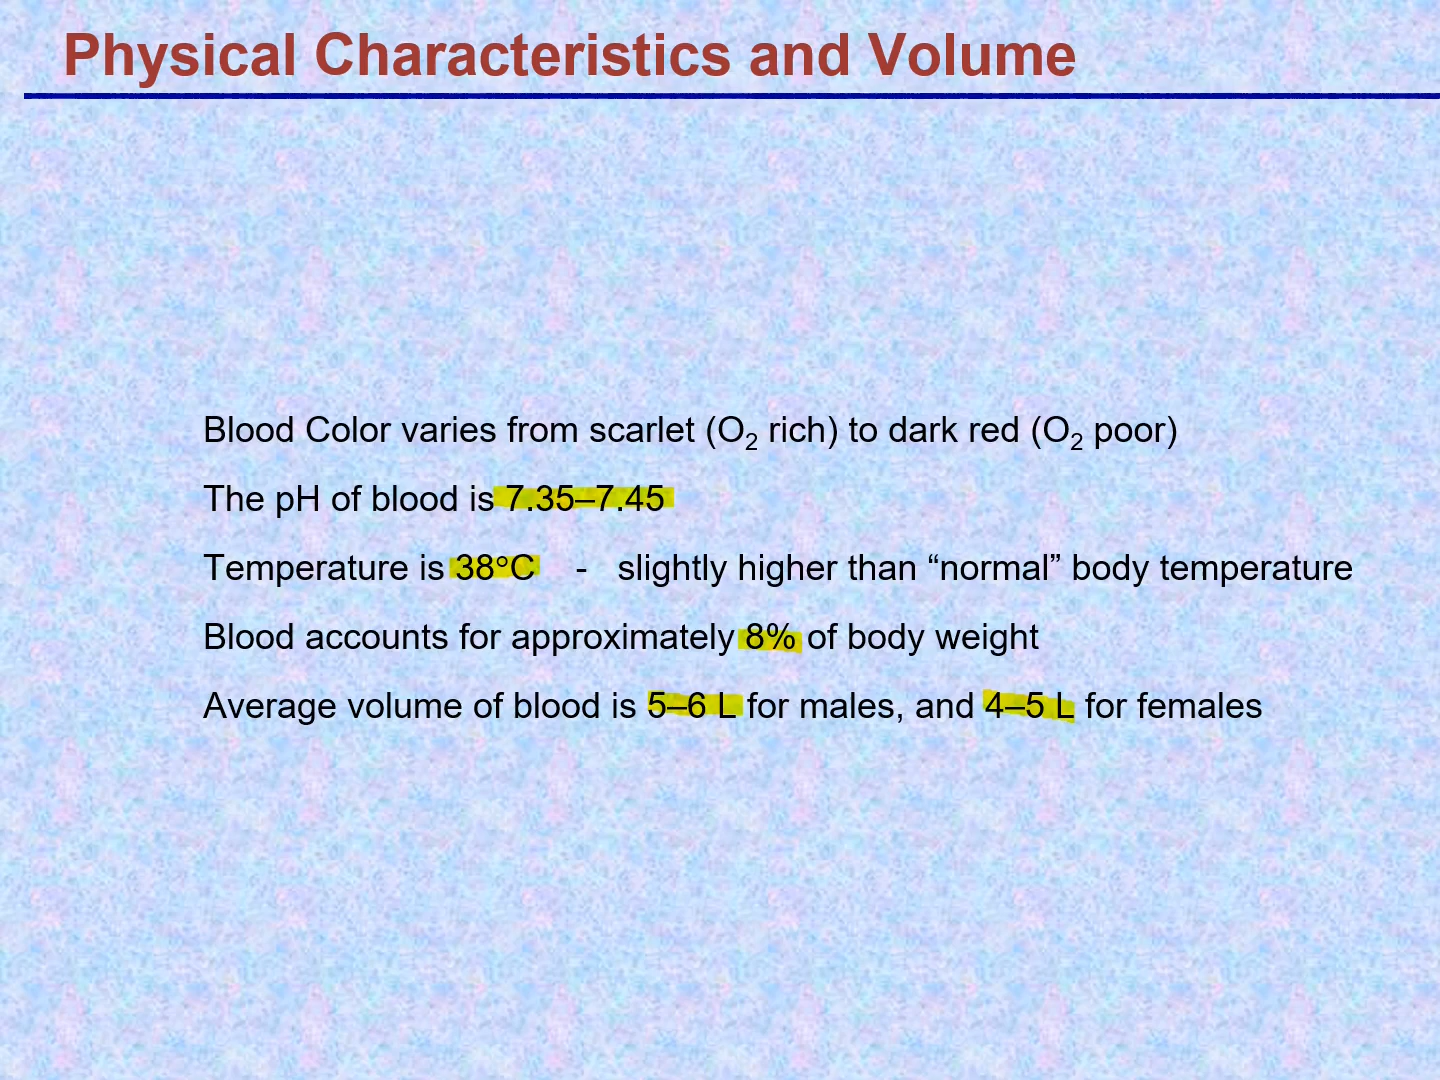 Physical Characteristics and Volume
Blood Color varies from scarlet (O₂ rich) to dark red (O₂ poor)
The pH of blood is 7.35–7.45
Temperature is 38°C - slightly higher than “normal” body temperature
Blood accounts for approximately 8% of body weight
Average volume of blood is 5–6 L for males, and 4–5 L for females